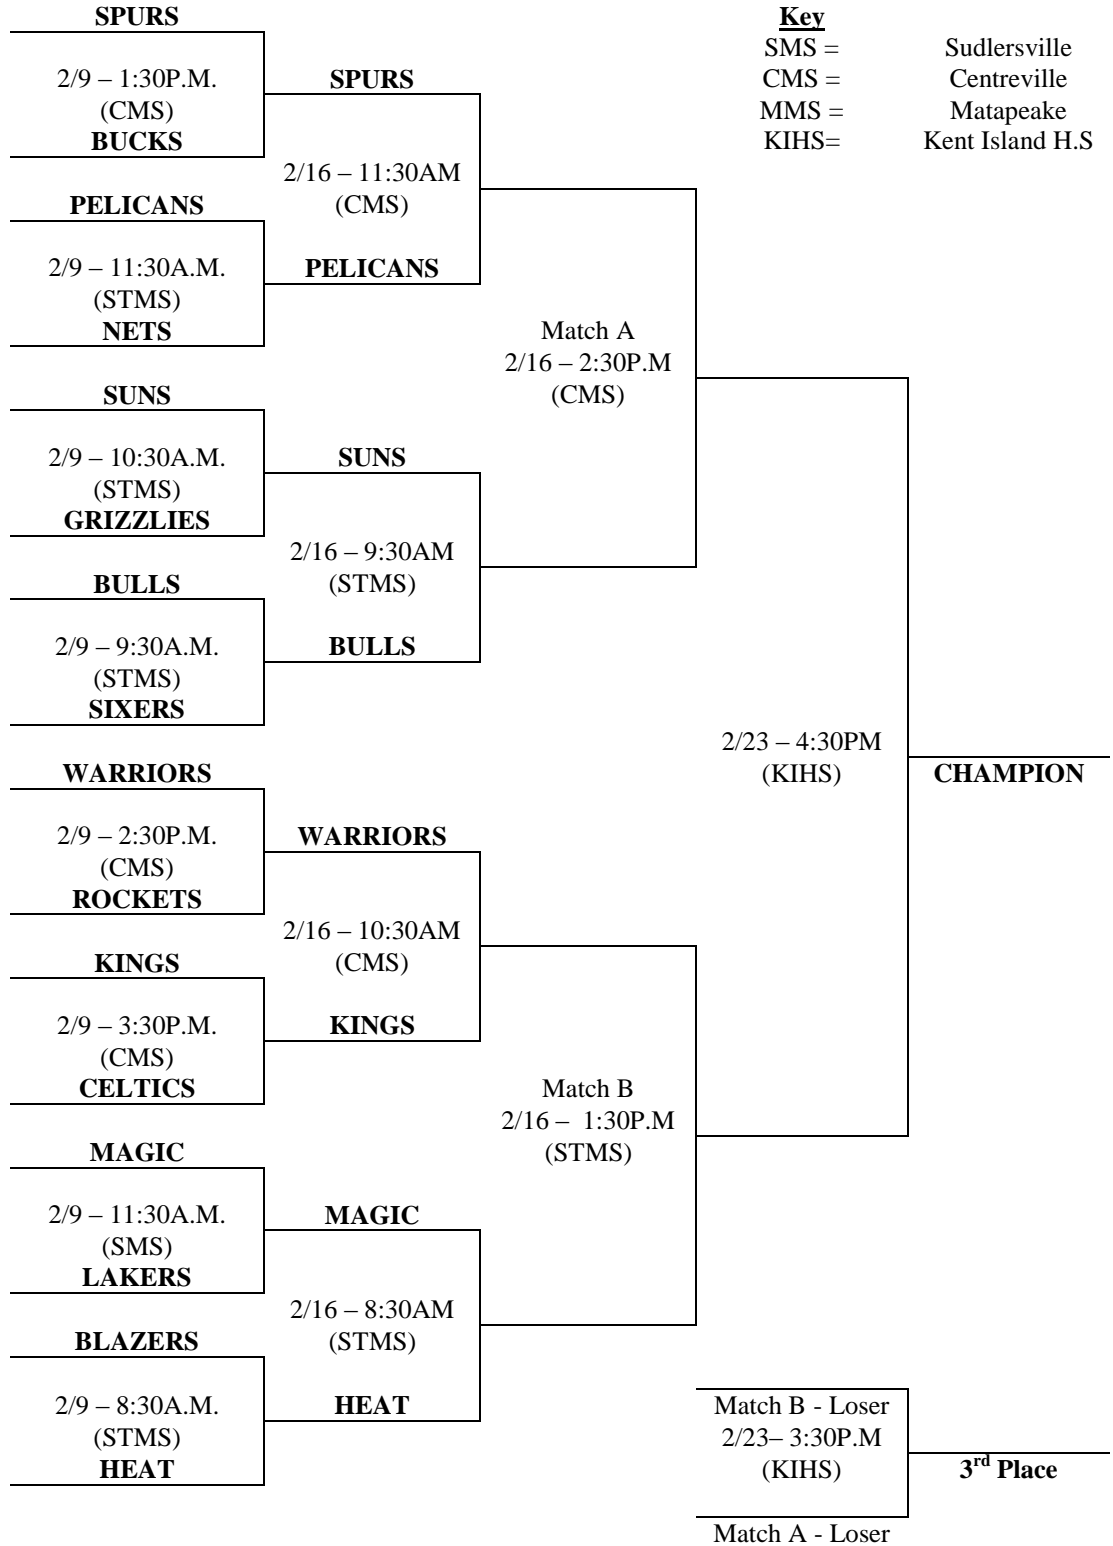 SPURS
2/9 – 1:30P.M.
(CMS)
BUCKS
PELICANS
2/9 – 11:30A.M.
(STMS)
NETS
SUNS
2/9 – 10:30A.M.
(STMS)
GRIZZLIES
BULLS
2/9 – 9:30A.M.
(STMS)
SIXERS
WARRIORS
2/9 – 2:30P.M.
(CMS)
ROCKETS
KINGS
2/9 – 3:30P.M.
(CMS)
CELTICS
MAGIC
2/9 – 11:30A.M.
(SMS)
LAKERS
BLAZERS
2/9 – 8:30A.M.
(STMS)
HEAT
SPURS
2/16 – 11:30AM
(CMS)
PELICANS
SUNS
2/16 – 9:30AM
(STMS)
BULLS
WARRIORS
2/16 – 10:30AM
(CMS)
KINGS
MAGIC
2/16 – 8:30AM
(STMS)
HEAT
Match A
2/16 – 2:30P.M
(CMS)
Match B
2/16 – 1:30P.M
(STMS)
2/23 – 4:30PM
(KIHS)
CHAMPION
Match B - Loser
2/23– 3:30P.M
(KIHS)
Match A - Loser
3rd Place
Key
SMS = Sudlersville
CMS = Centreville
MMS = Matapeake
KIHS= Kent Island H.S